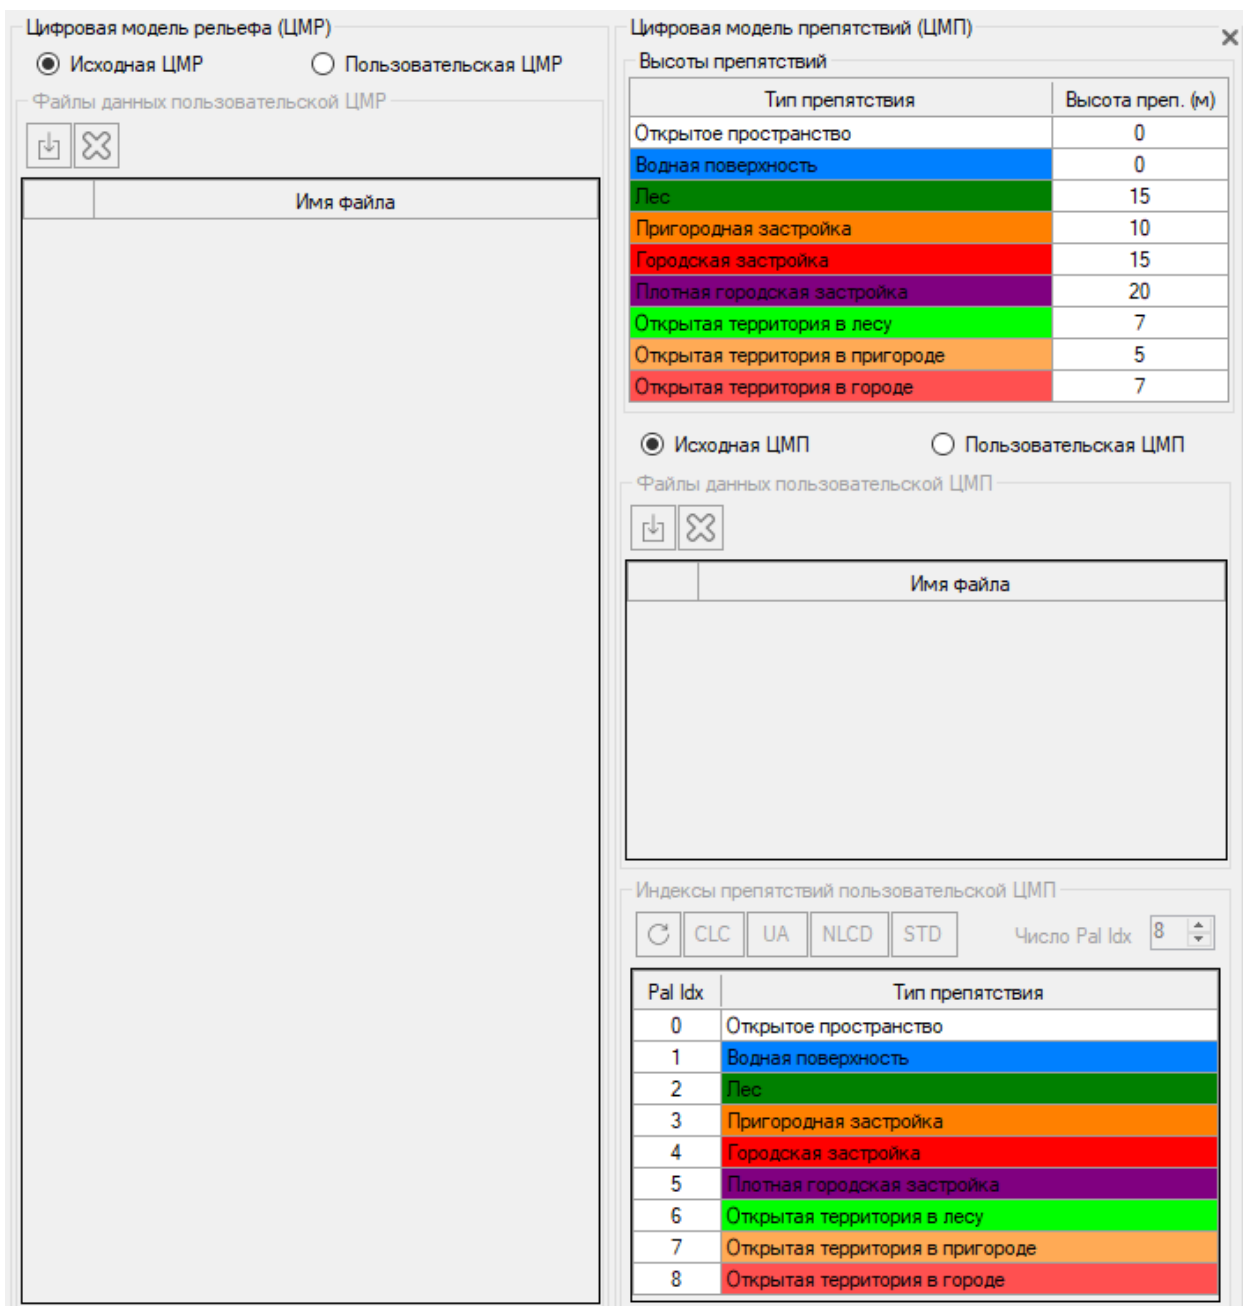 Цифровая модель рельефа (ЦМР)
Исходная ЦМР
Пользовательская ЦМР
Файлы данных пользовательской ЦМР
Имя файла
Цифровая модель препятствий (ЦМП)
Высоты препятствий
Тип препятствия Высота преп. (м)
Открытое пространство 0
Водная поверхность 0
Лес 15
Пригородная застройка 10
Городская застройка 15
Плотная городская застройка 20
Открытая территория в лесу 7
Открытая территория в пригороде 5
Открытая территория в городе 7
Исходная ЦМП
Пользовательская ЦМП
Файлы данных пользовательской ЦМП
Имя файла
Индексы препятствий пользовательской ЦМП
CLC UA NLCD STD Число Pal Idx 8
Pal Idx Тип препятствия
0 Открытое пространство
1 Водная поверхность
2 Лес
3 Пригородная застройка
4 Городская застройка
5 Плотная городская застройка
6 Открытая территория в лесу
7 Открытая территория в пригороде
8 Открытая территория в городе